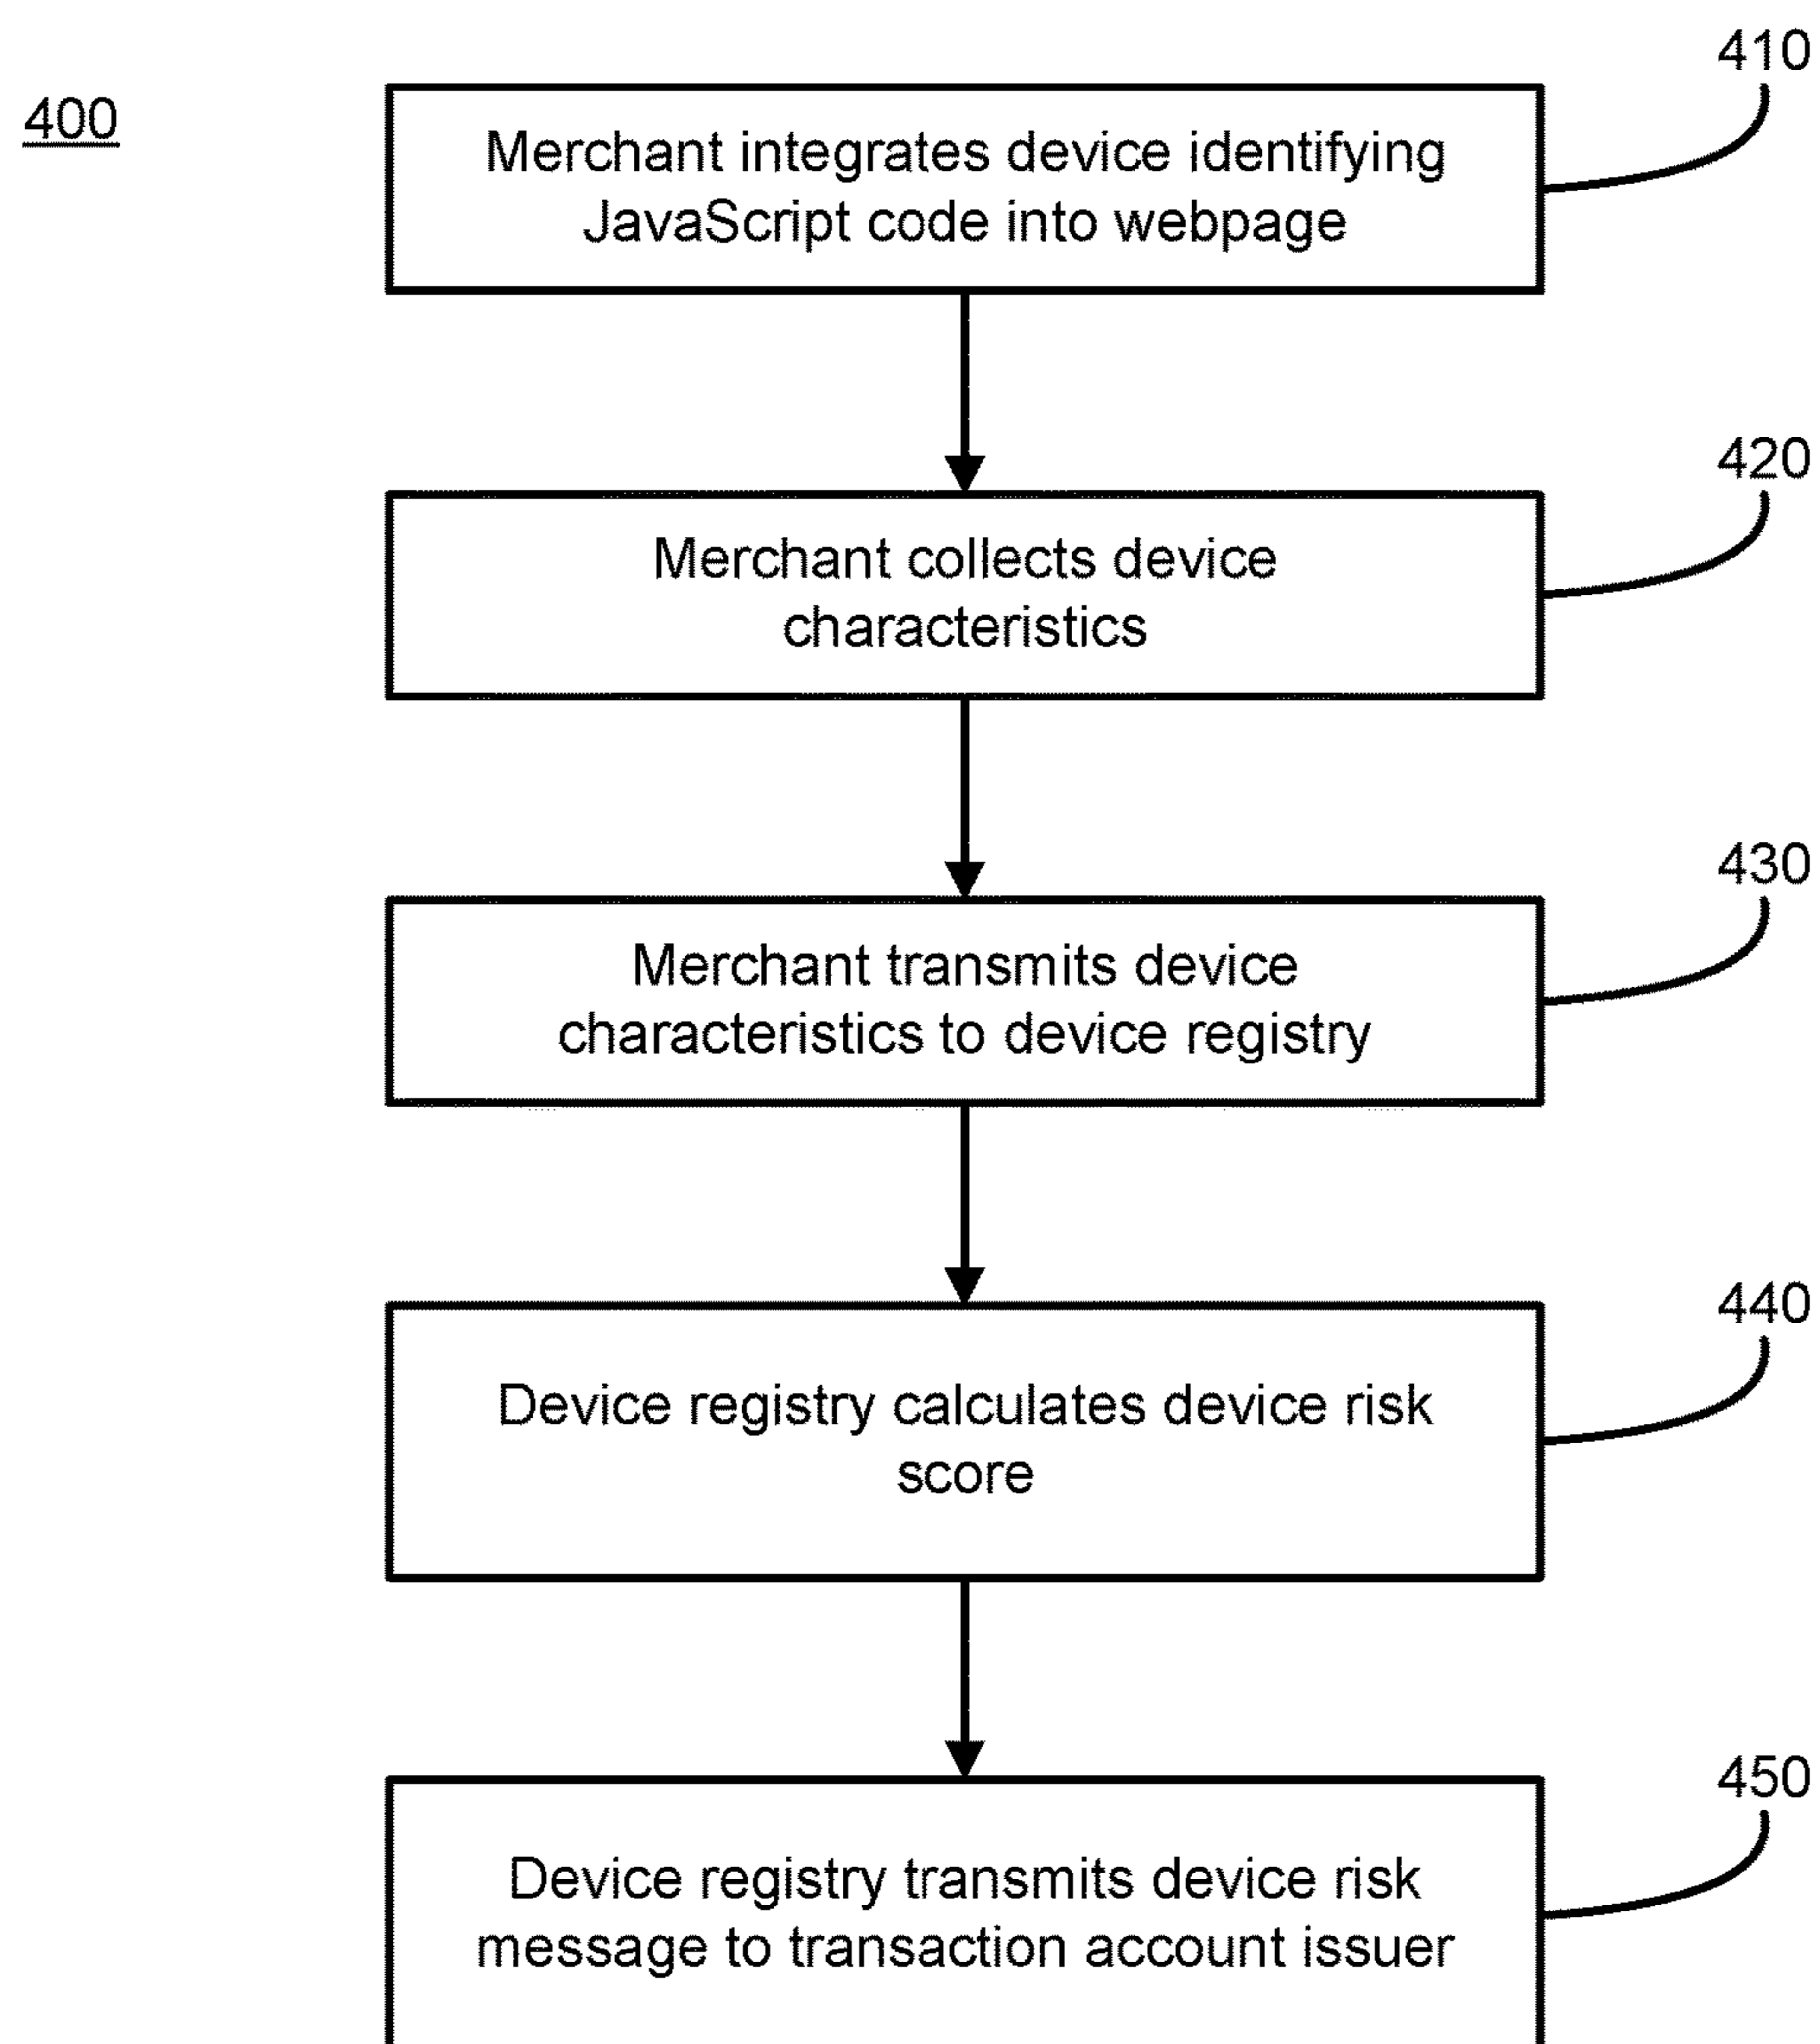 400
410
Merchant integrates device identifying
JavaScript code into webpage
420
Merchant collects device
characteristics
430
Merchant transmits device
characteristics to device registry
440
Device registry calculates device risk
score
450
Device registry transmits device risk
message to transaction account issuer